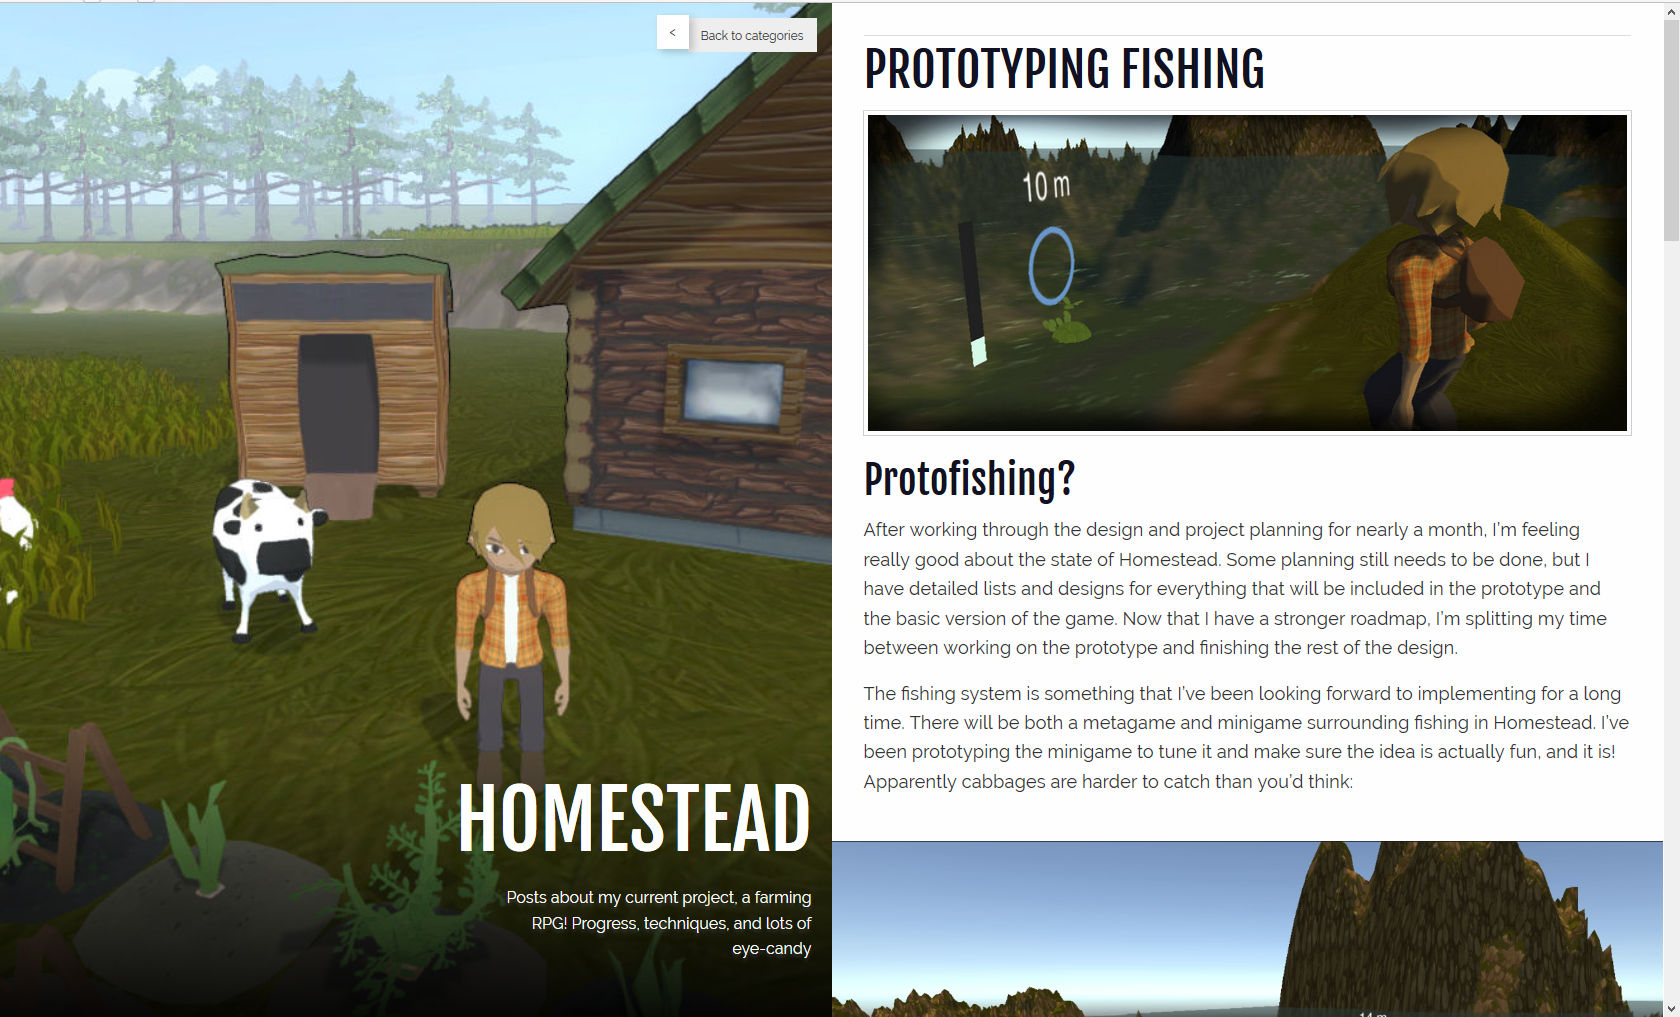 <
Back to categories
HOMESTEAD
Posts about my current project, a farming
RPG! Progress, techniques, and lots of
eye-candy
PROTOTYPING FISHING
10 m
Protofishing?
After working through the design and project planning for nearly a month, I'm feeling
really good about the state of Homestead. Some planning still needs to be done, but I
have detailed lists and designs for everything that will be included in the prototype and
the basic version of the game. Now that I have a stronger roadmap, I'm splitting my time
between working on the prototype and finishing the rest of the design.
The fishing system is something that I've been looking forward to implementing for a long
time. There will be both a metagame and minigame surrounding fishing in Homestead. I've
been prototyping the minigame to tune it and make sure the idea is actually fun, and it is!
Apparently cabbages are harder to catch than you'd think:
14 m